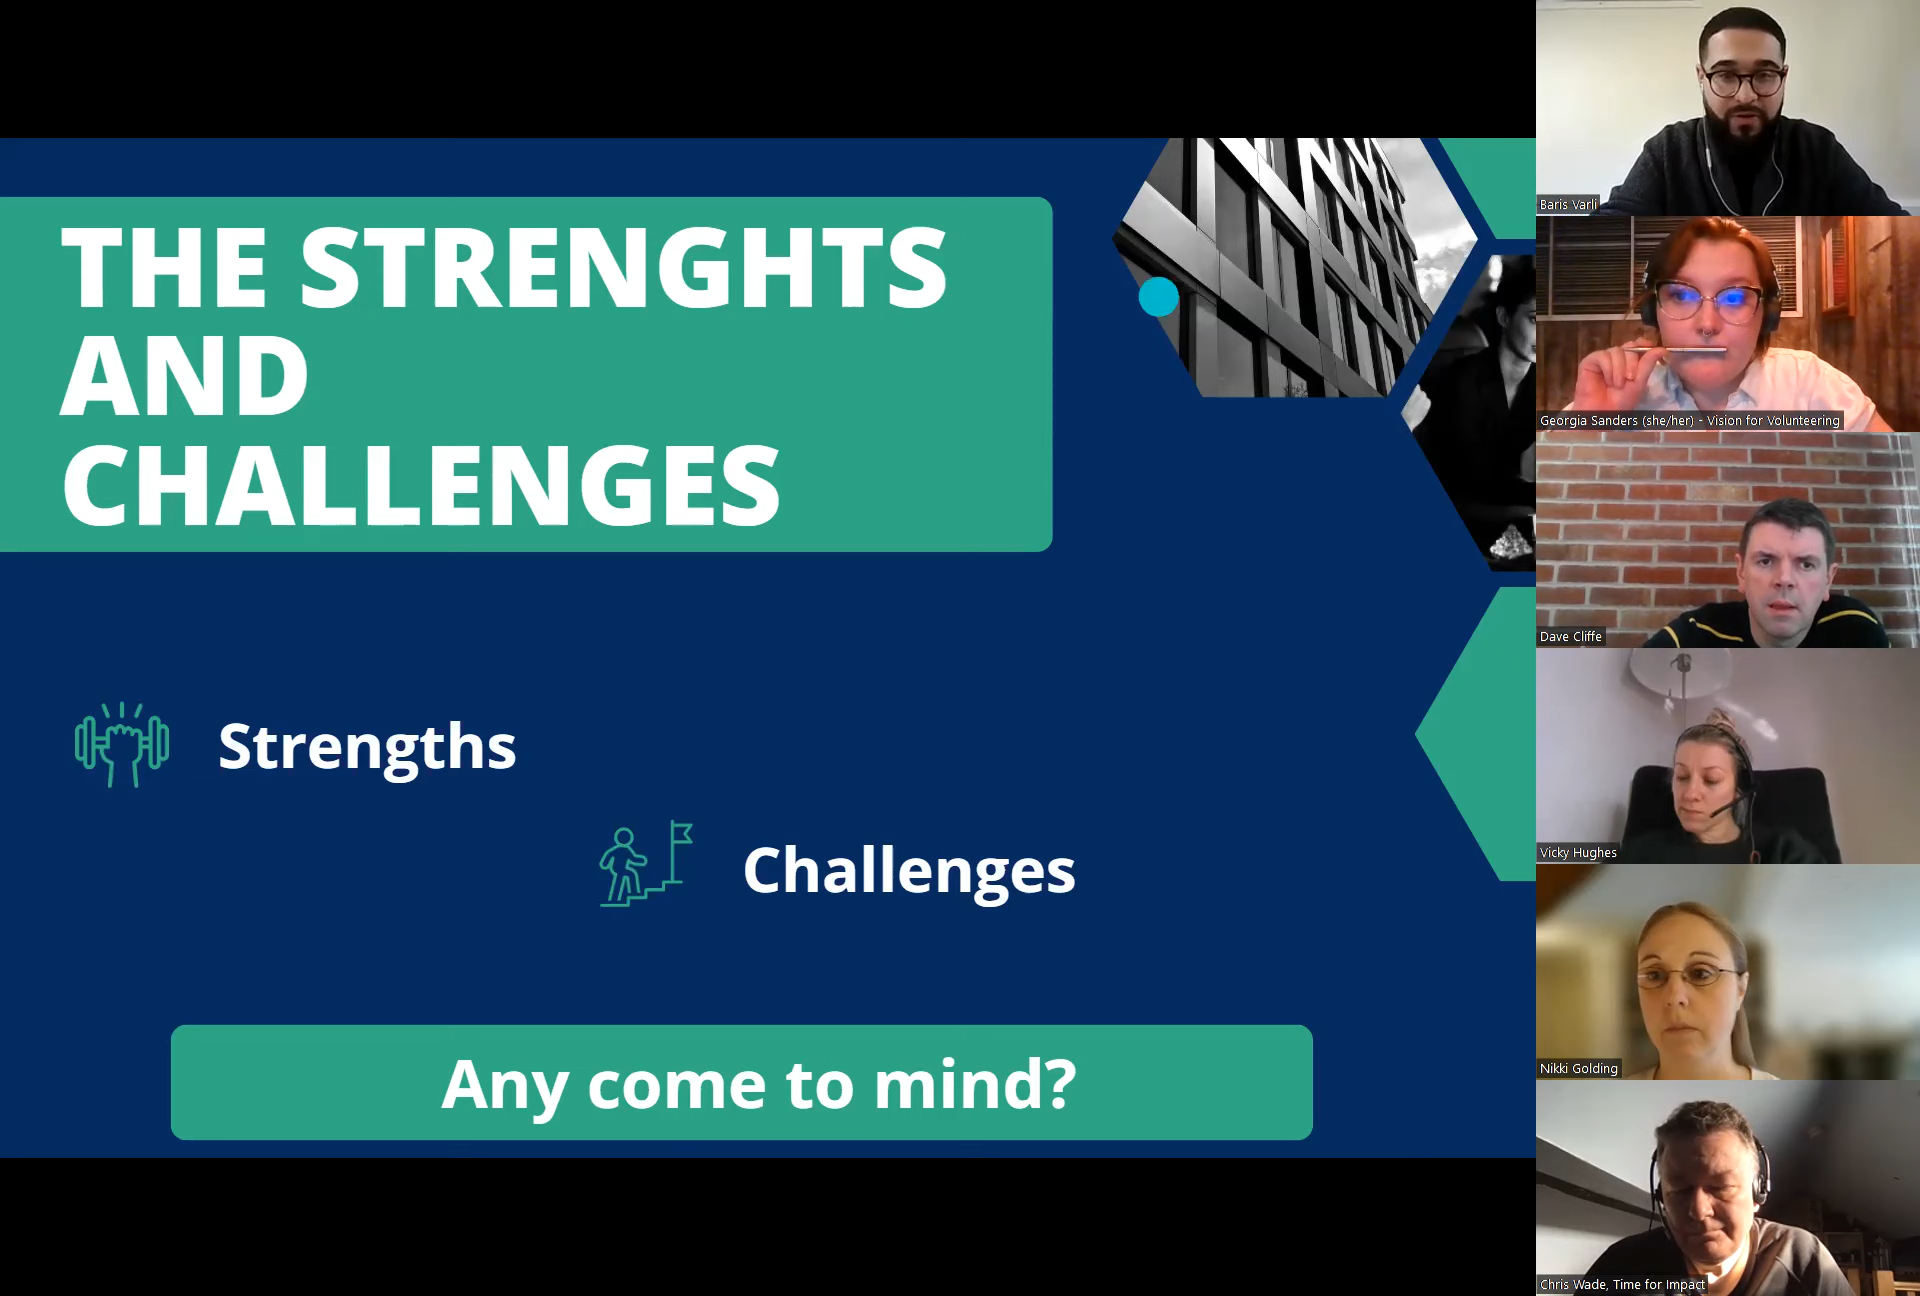 THE STRENGHTS
AND
CHALLENGES
Strengths
Challenges
Any come to mind?
Baris Varli
Georgia Sanders (she/her) - Vision for Volunteering
Dave Cliffe
Vicky Hughes
Nikki Golding
Chris Wade, Time for Impact